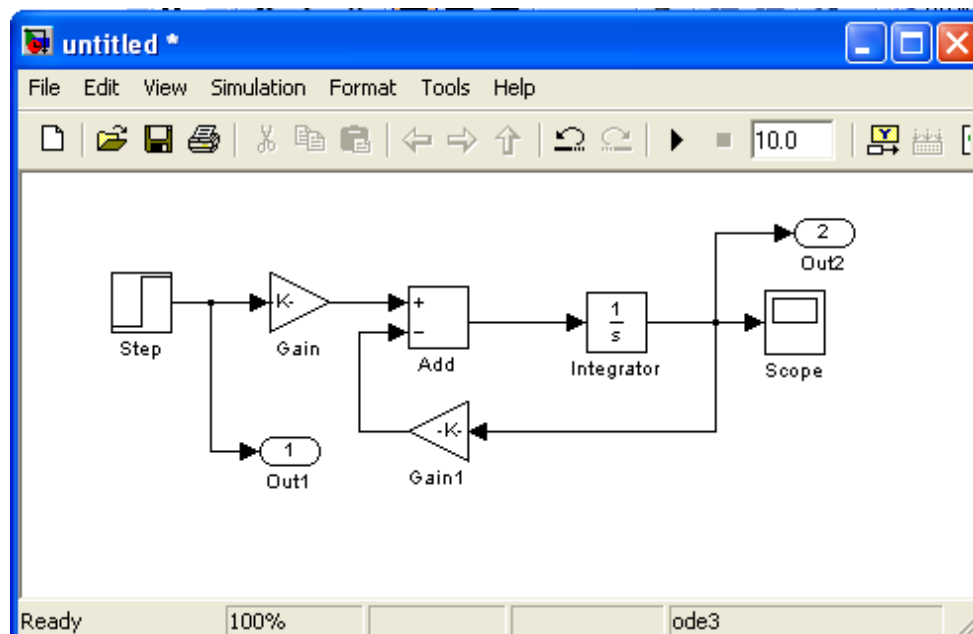 untitled *
File Edit View Simulation Format Tools Help
10.0
2
Out2
K-
+
−
1
s
Step
Gain
Add
Integrator
Scope
-K-
1
Out1
Gain1
Ready 100% ode3